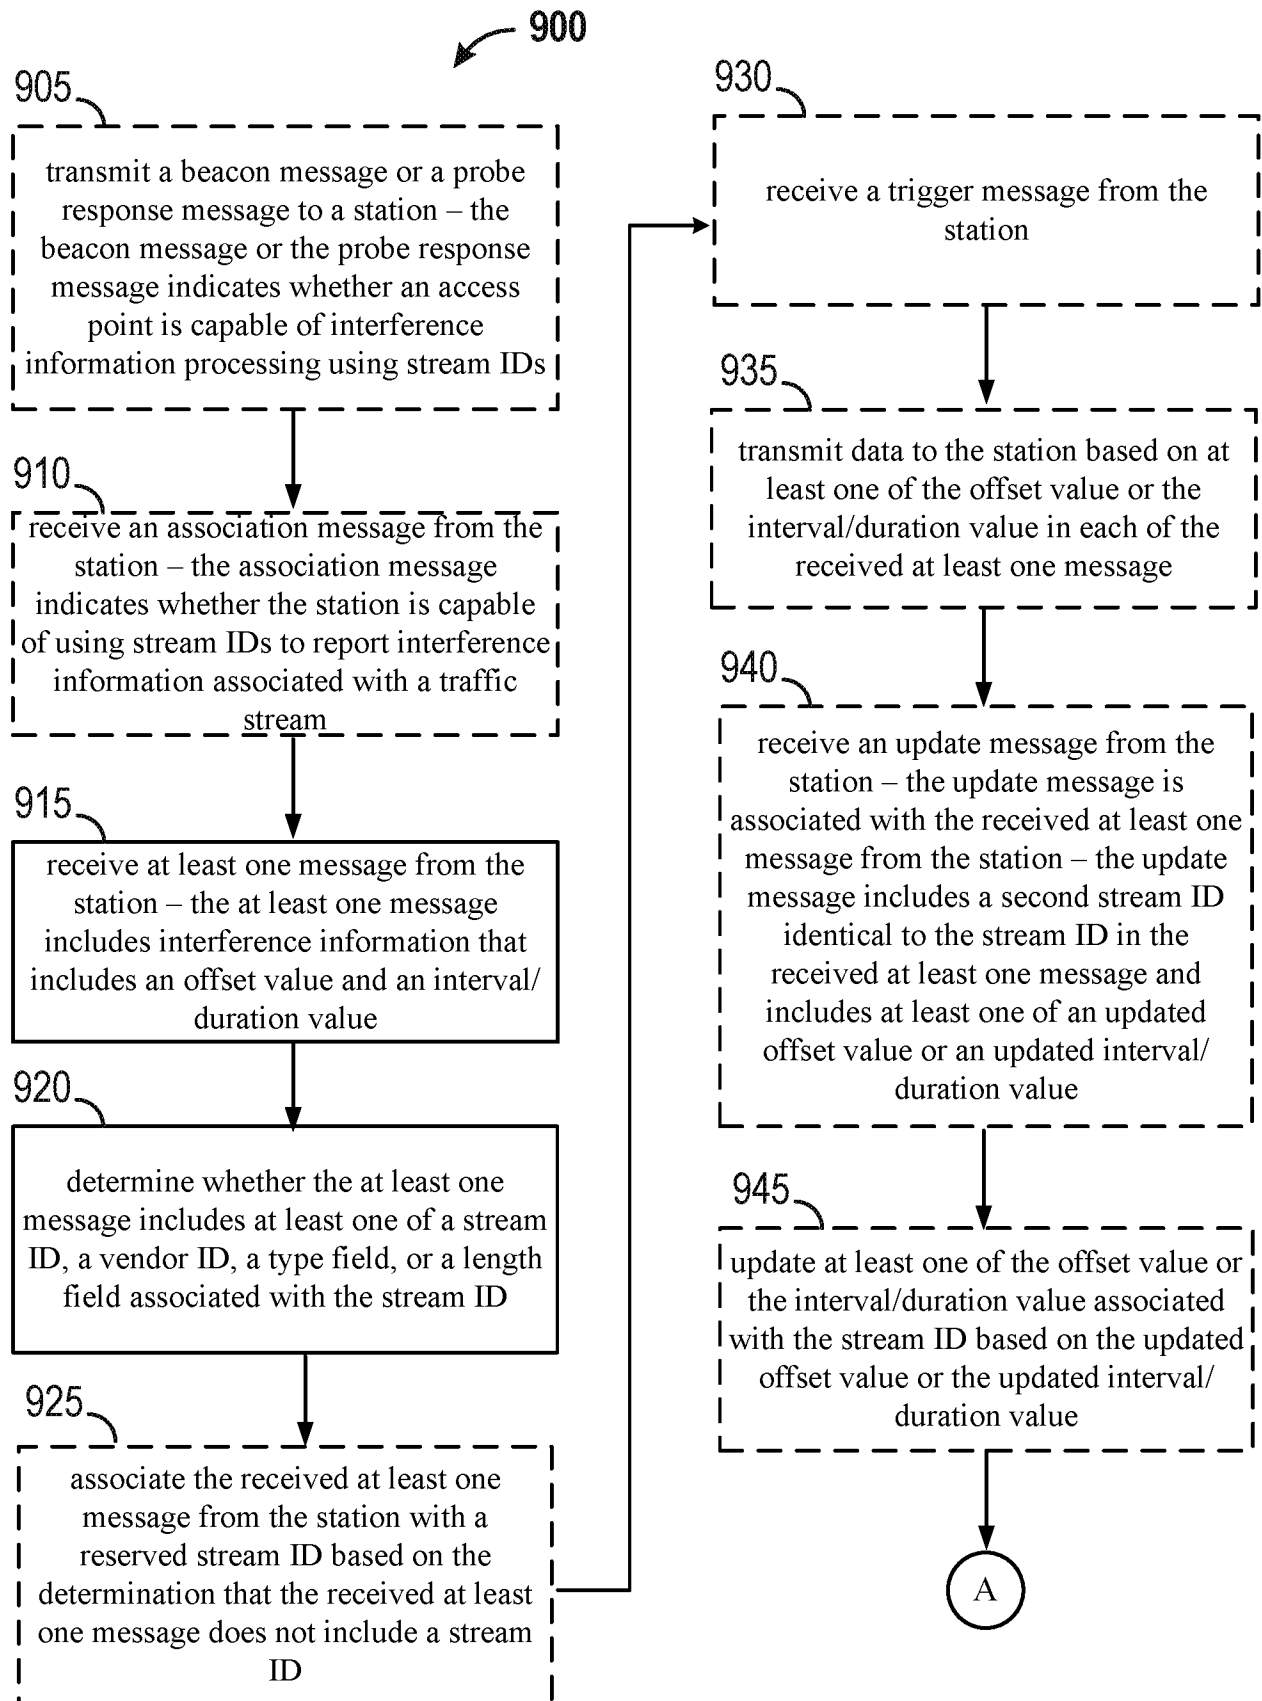 900
905
transmit a beacon message or a probe
response message to a station – the
beacon message or the probe response
message indicates whether an access
point is capable of interference
information processing using stream IDs
910
receive an association message from the
station – the association message
indicates whether the station is capable
of using stream IDs to report interference
information associated with a traffic
stream
915
receive at least one message from the
station – the at least one message
includes interference information that
includes an offset value and an interval/
duration value
920
determine whether the at least one
message includes at least one of a stream
ID, a vendor ID, a type field, or a length
field associated with the stream ID
925
associate the received at least one
message from the station with a
reserved stream ID based on the
determination that the received at least
one message does not include a stream
ID
930
receive a trigger message from the
station
935
transmit data to the station based on at
least one of the offset value or the
interval/duration value in each of the
received at least one message
940
receive an update message from the
station – the update message is
associated with the received at least one
message from the station – the update
message includes a second stream ID
identical to the stream ID in the
received at least one message and
includes at least one of an updated
offset value or an updated interval/
duration value
945
update at least one of the offset value or
the interval/duration value associated
with the stream ID based on the updated
offset value or the updated interval/
duration value
A